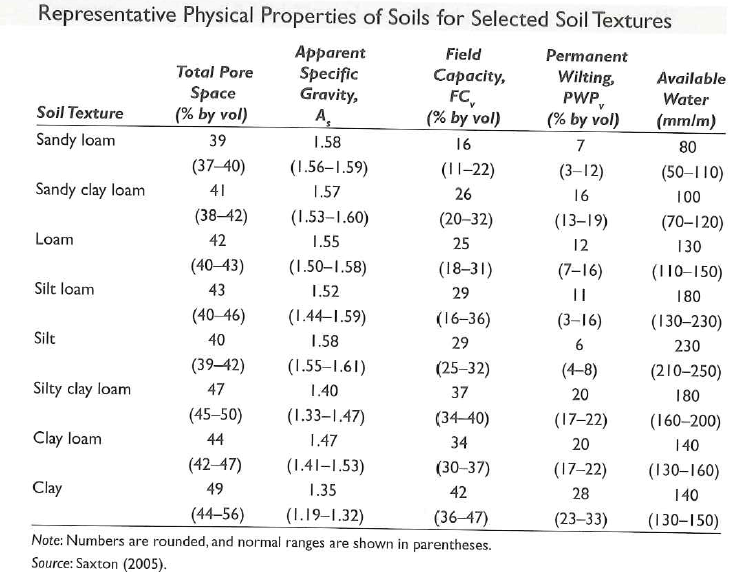 Representative Physical Properties of Soils for Selected Soil Textures
Soil Texture | Total Pore Space (% by vol) | Apparent Specific Gravity, As | Field Capacity, FCv (% by vol) | Permanent Wilting, PWPv (% by vol) | Available Water (mm/m)
Sandy loam 39 1.58 16 7 80
(37–40) (1.56–1.59) (11–22) (3–12) (50–110)
Sandy clay loam 41 1.57 26 16 100
(38–42) (1.53–1.60) (20–32) (13–19) (70–120)
Loam 42 1.55 25 12 130
(40–43) (1.50–1.58) (18–31) (7–16) (110–150)
Silt loam 43 1.52 29 11 180
(40–46) (1.44–1.59) (16–36) (3–16) (130–230)
Silt 40 1.58 29 6 230
(39–42) (1.55–1.61) (25–32) (4–8) (210–250)
Silty clay loam 47 1.40 37 20 180
(45–50) (1.33–1.47) (34–40) (17–22) (160–200)
Clay loam 44 1.47 34 20 140
(42–47) (1.41–1.53) (30–37) (17–22) (130–160)
Clay 49 1.35 42 28 140
(44–56) (1.19–1.32) (36–47) (23–33) (130–150)
Note: Numbers are rounded, and normal ranges are shown in parentheses.
Source: Saxton (2005).